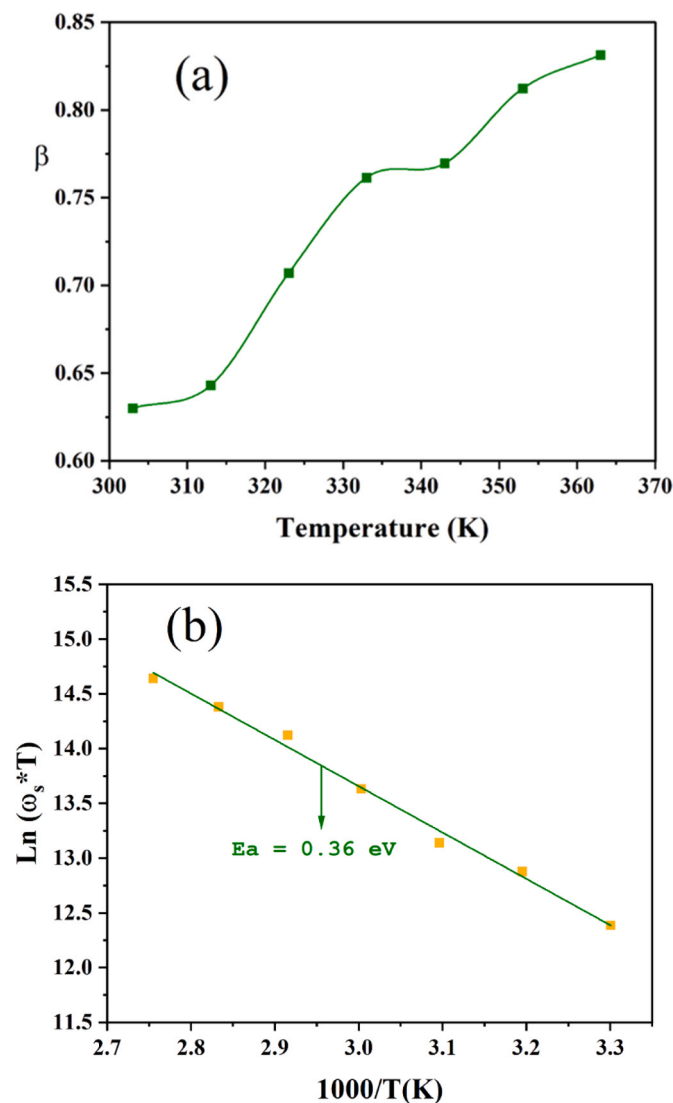 (a)
β
0.85
0.80
0.75
0.70
0.65
0.60
300 310 320 330 340 350 360 370
Temperature (K)
(b)
Ln (ωs*T)
15.5
15.0
14.5
14.0
13.5
13.0
12.5
12.0
11.5
Ea = 0.36 eV
2.7 2.8 2.9 3.0 3.1 3.2 3.3
1000/T(K)